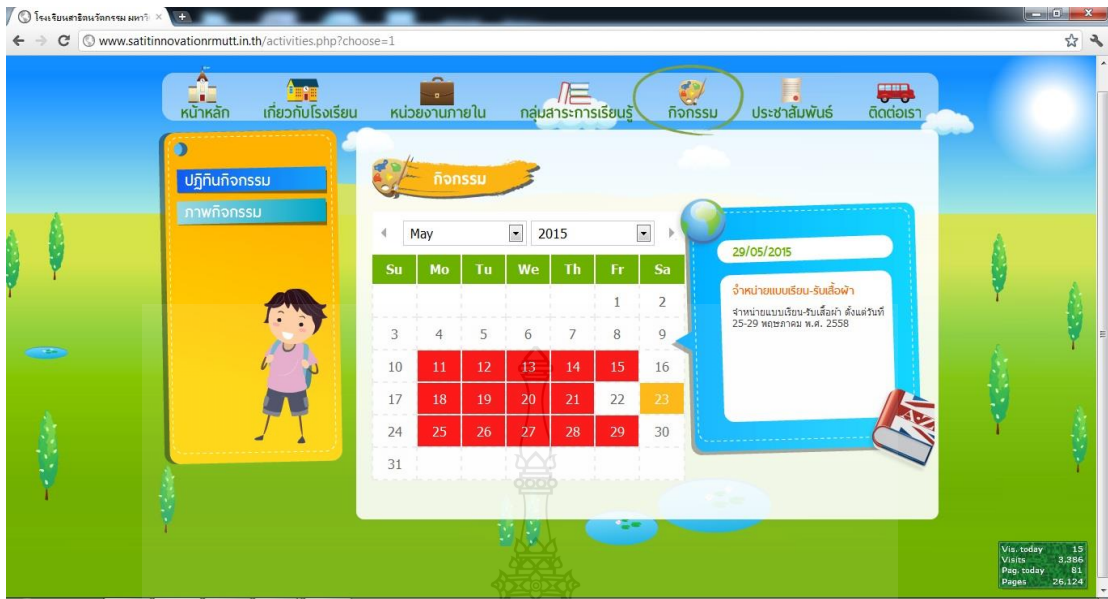 โรงเรียนสาธิตนวัตกรรม มหาวิ
www.satitinnovationrmutt.in.th/activities.php?choose=1
หน้าหลัก เกี่ยวกับโรงเรียน หน่วยงานภายใน กลุ่มสาระการเรียนรู้ กิจกรรม ประชาสัมพันธ์ ติดต่อเรา
ปฏิทินกิจกรรม
ภาพกิจกรรม
กิจกรรม
May 2015
Su Mo Tu We Th Fr Sa
1 2
3 4 5 6 7 8 9
10 11 12 13 14 15 16
17 18 19 20 21 22 23
24 25 26 27 28 29 30
31
29/05/2015
จำหน่ายแบบเรียน-รับเสื้อผ้า
จำหน่ายแบบเรียน-รับเสื้อผ้า ตั้งแต่วันที่
25-29 พฤษภาคม พ.ศ. 2558
Vis. today 15
Visits 3,386
Pag. today 81
Pages 26,124